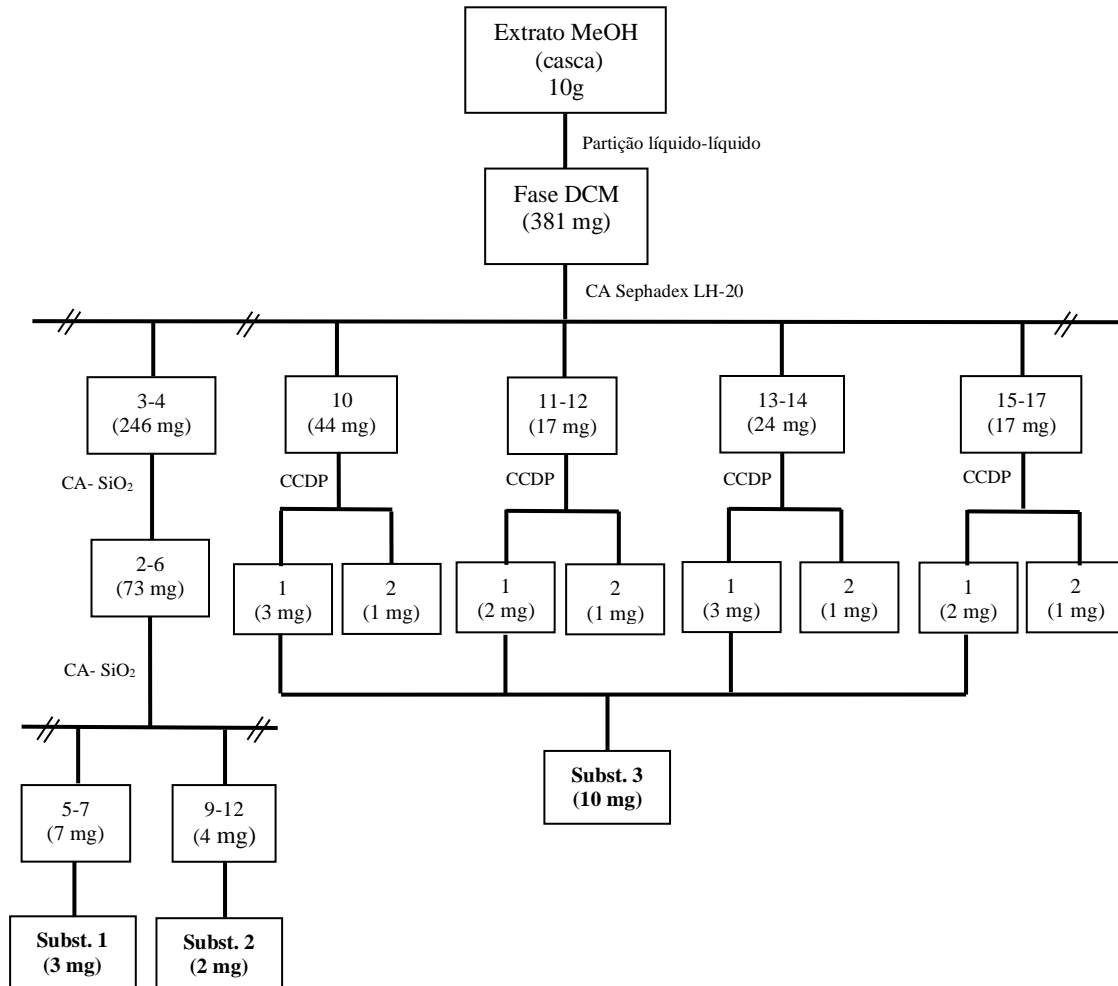 Extrato MeOH
(casca)
10g
Partição líquido-líquido
Fase DCM
(381 mg)
CA Sephadex LH-20
3-4
(246 mg)
10
(44 mg)
11-12
(17 mg)
13-14
(24 mg)
15-17
(17 mg)
CA- SiO₂
CCDP
CCDP
CCDP
CCDP
2-6
(73 mg)
1
(3 mg)
2
(1 mg)
1
(2 mg)
2
(1 mg)
1
(3 mg)
2
(1 mg)
1
(2 mg)
2
(1 mg)
CA- SiO₂
5-7
(7 mg)
9-12
(4 mg)
Subst. 3
(10 mg)
Subst. 1
(3 mg)
Subst. 2
(2 mg)